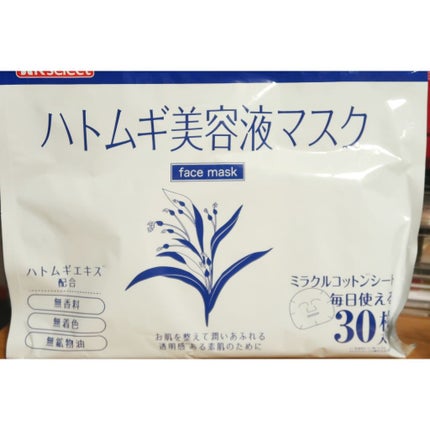 Kselect
ハトムギ美容液マスク
face mask
ハトムギエキス
配合
無香料
無着色
無鉱物油
ミラクルコットンシート
毎日使える
30枚入
お肌を整えて潤いあふれる
透明感ある素肌のために